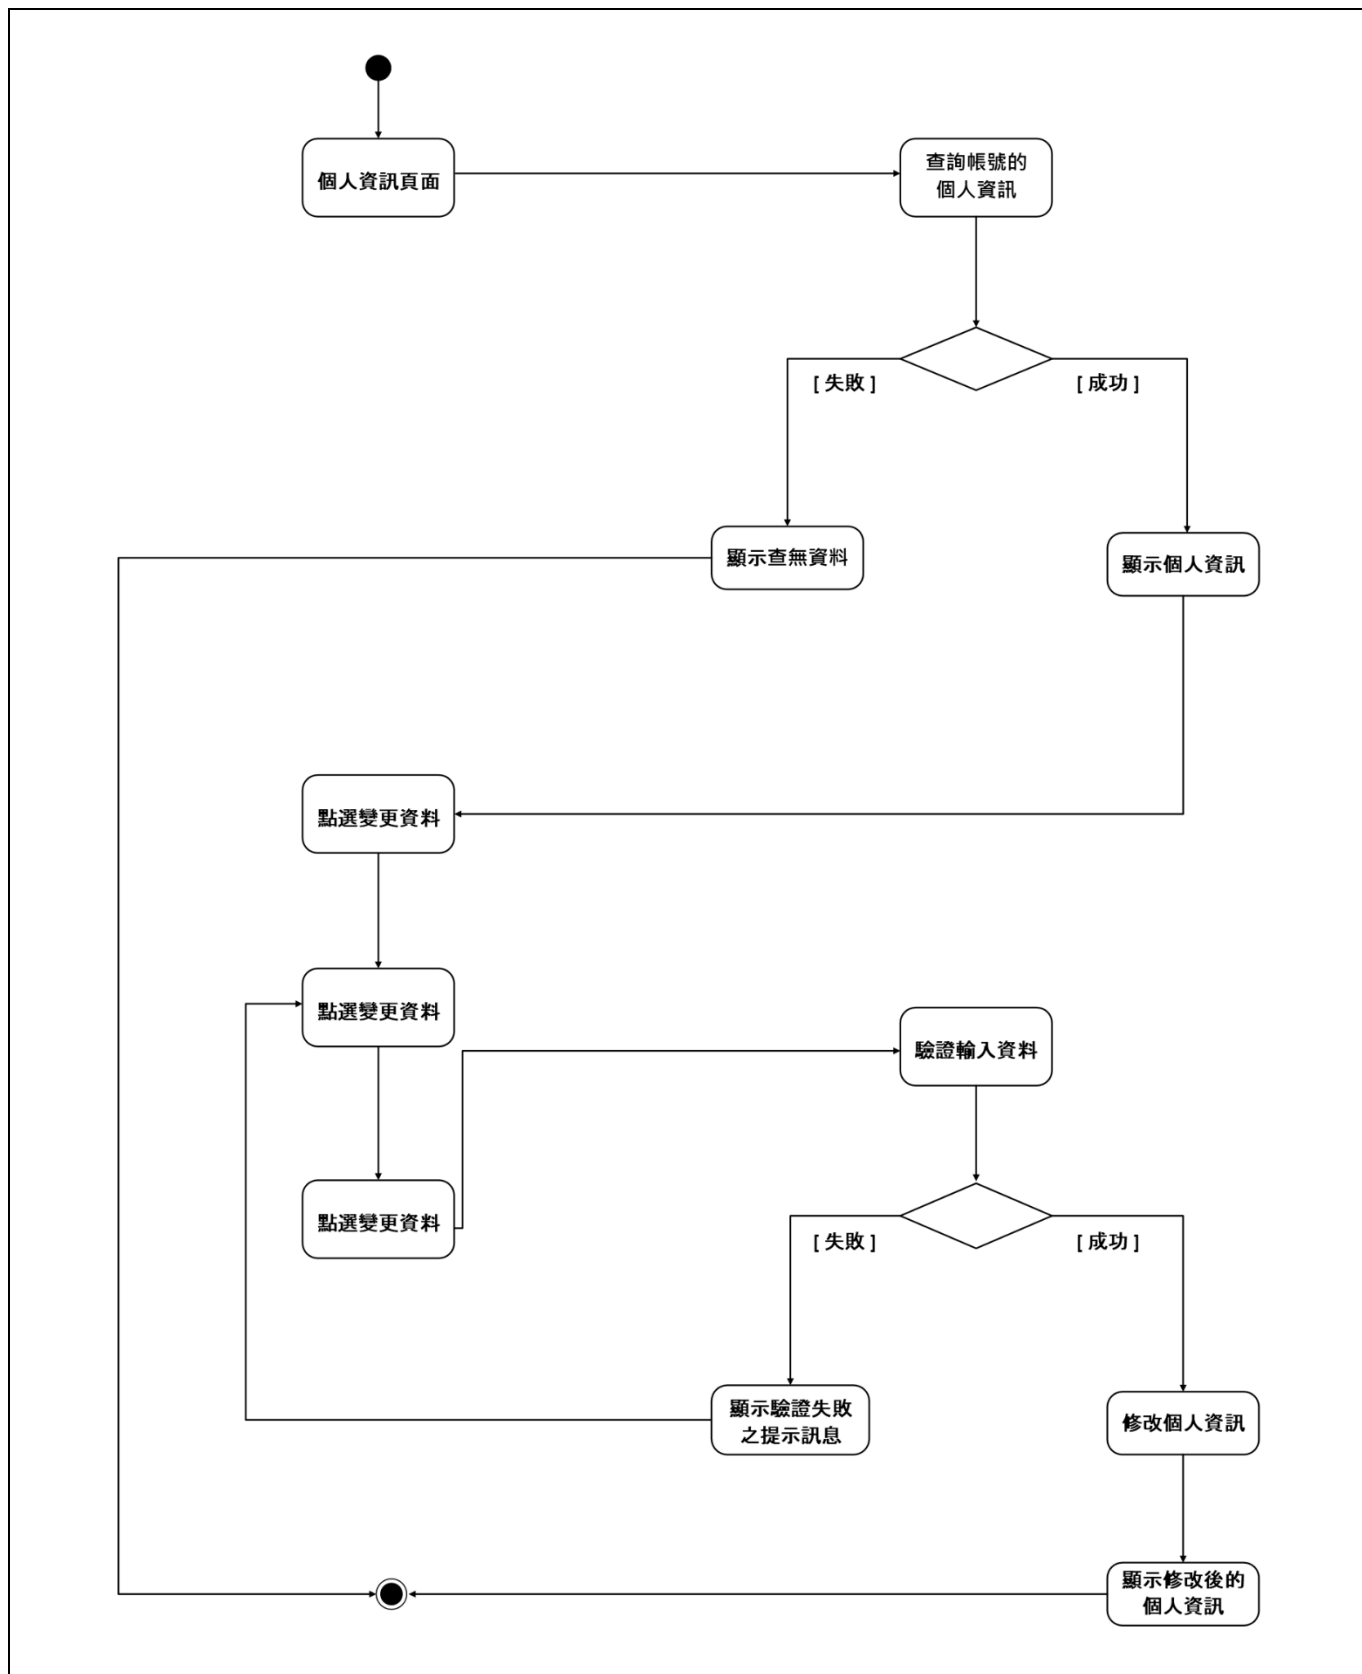 個人資訊頁面
查詢帳號的
個人資訊
[ 失敗 ]
[ 成功 ]
顯示查無資料
顯示個人資訊
點選變更資料
點選變更資料
驗證輸入資料
點選變更資料
[ 失敗 ]
[ 成功 ]
顯示驗證失敗
之提示訊息
修改個人資訊
顯示修改後的
個人資訊